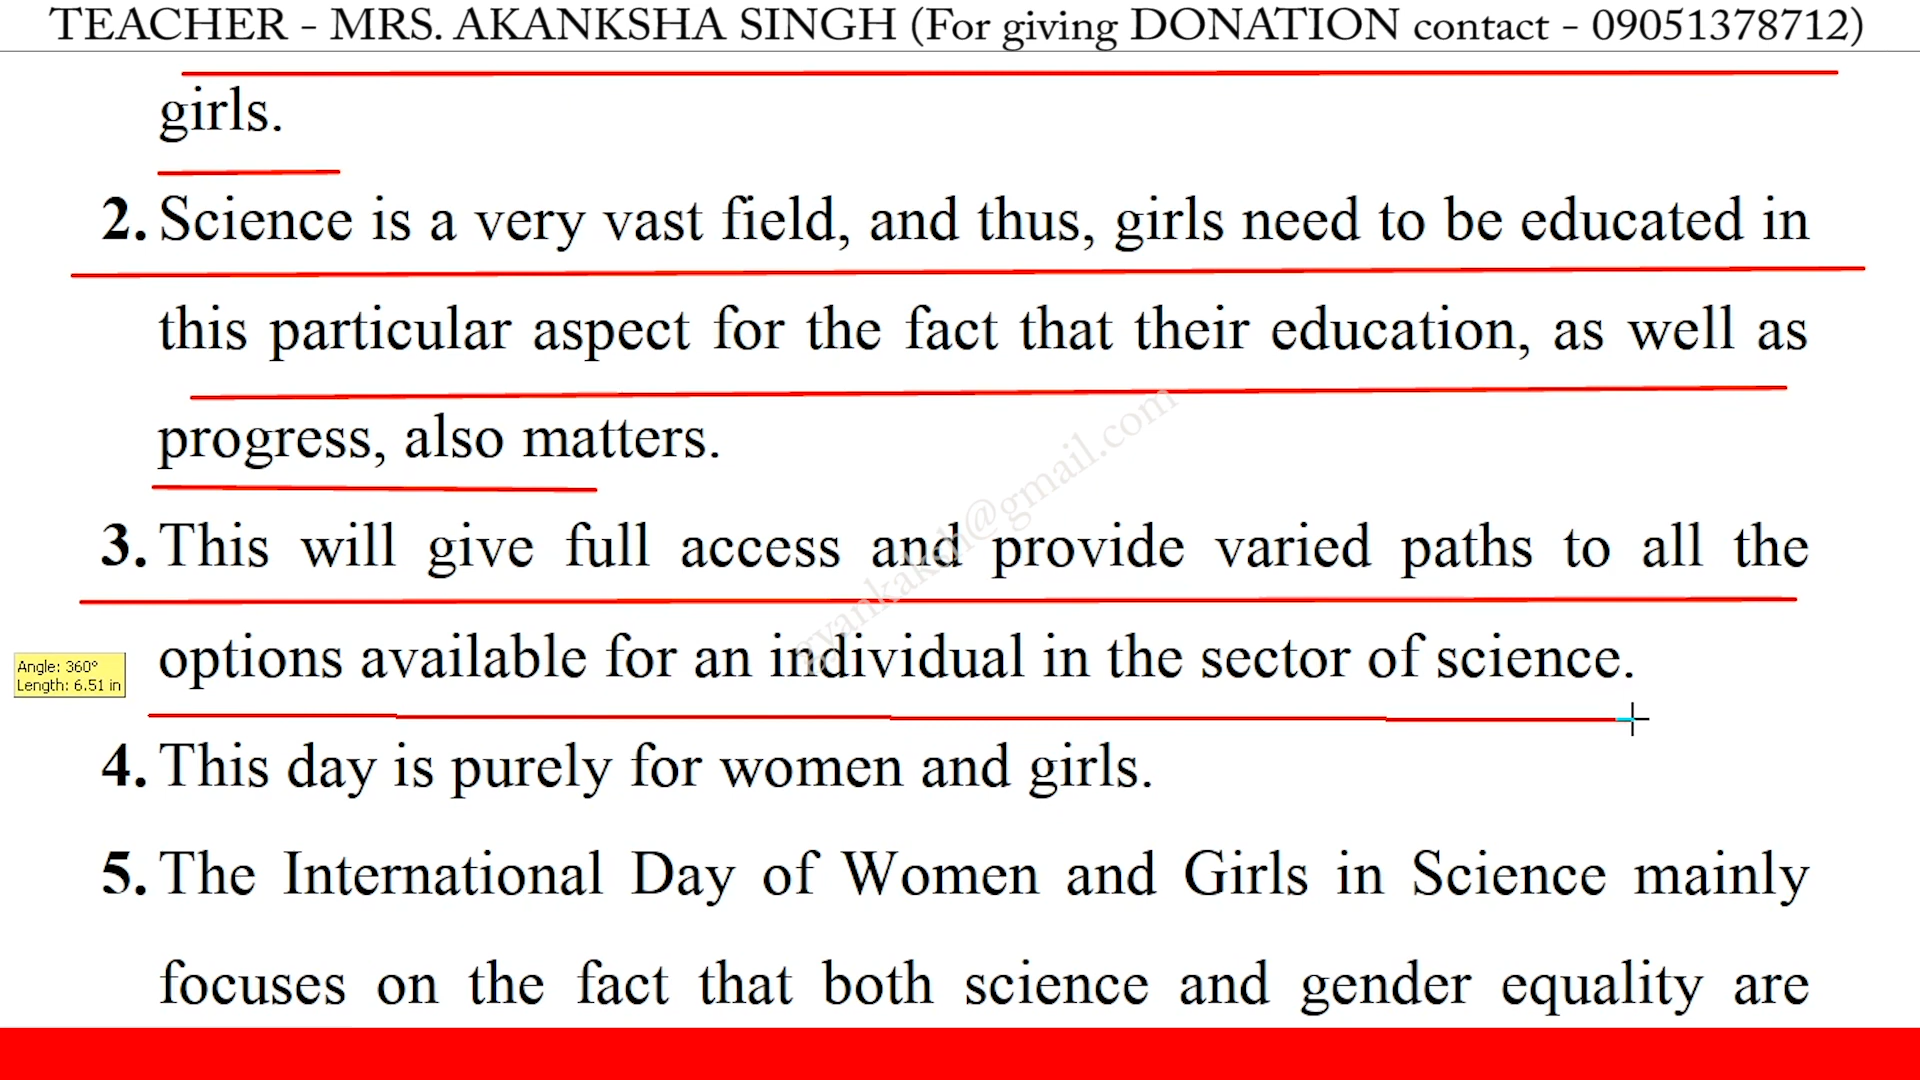 TEACHER - MRS. AKANKSHA SINGH (For giving DONATION contact - 09051378712)
girls.
2. Science is a very vast field, and thus, girls need to be educated in
this particular aspect for the fact that their education, as well as
progress, also matters.
3. This will give full access and provide varied paths to all the
options available for an individual in the sector of science.
Angle: 360°
Length: 6.51 in
4. This day is purely for women and girls.
5. The International Day of Women and Girls in Science mainly
focuses on the fact that both science and gender equality are